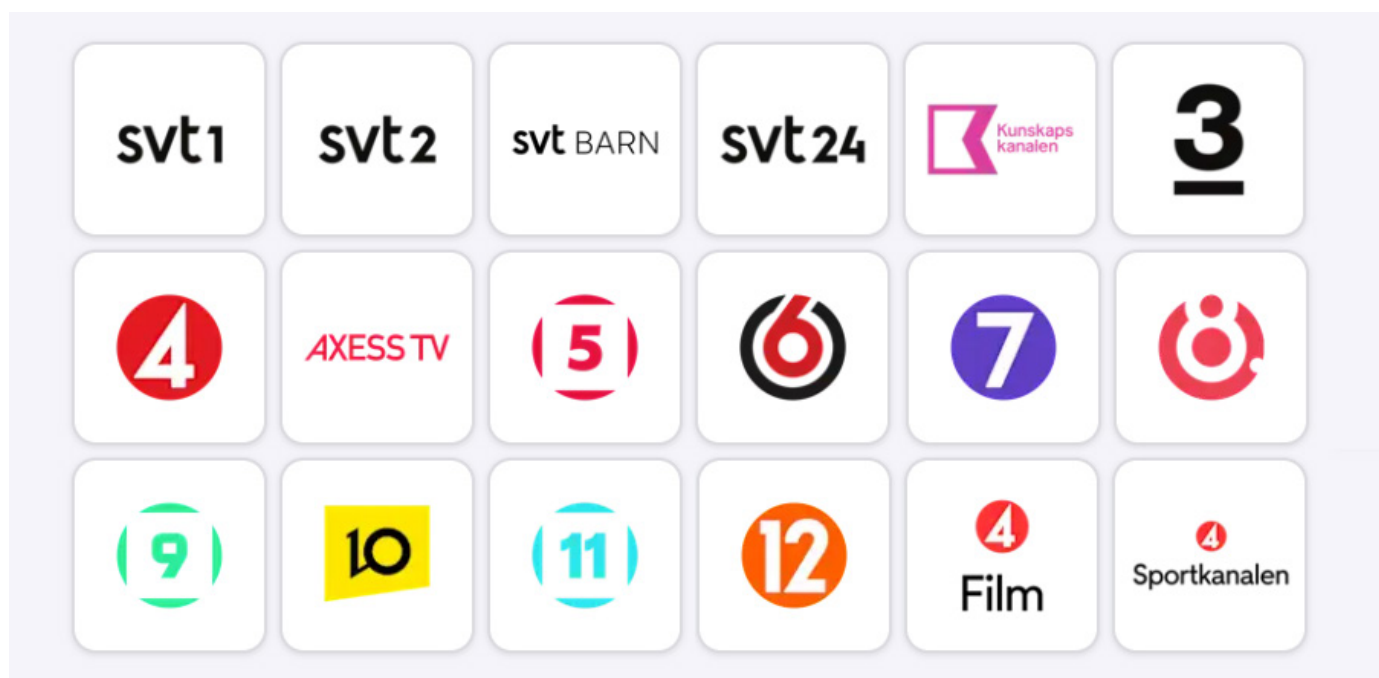 svt1
svt2
svt BARN
svt24
Kunskaps
kanalen
3
4
AXESS TV
5
6
7
8
9
10
11
12
4
Film
4
Sportkanalen